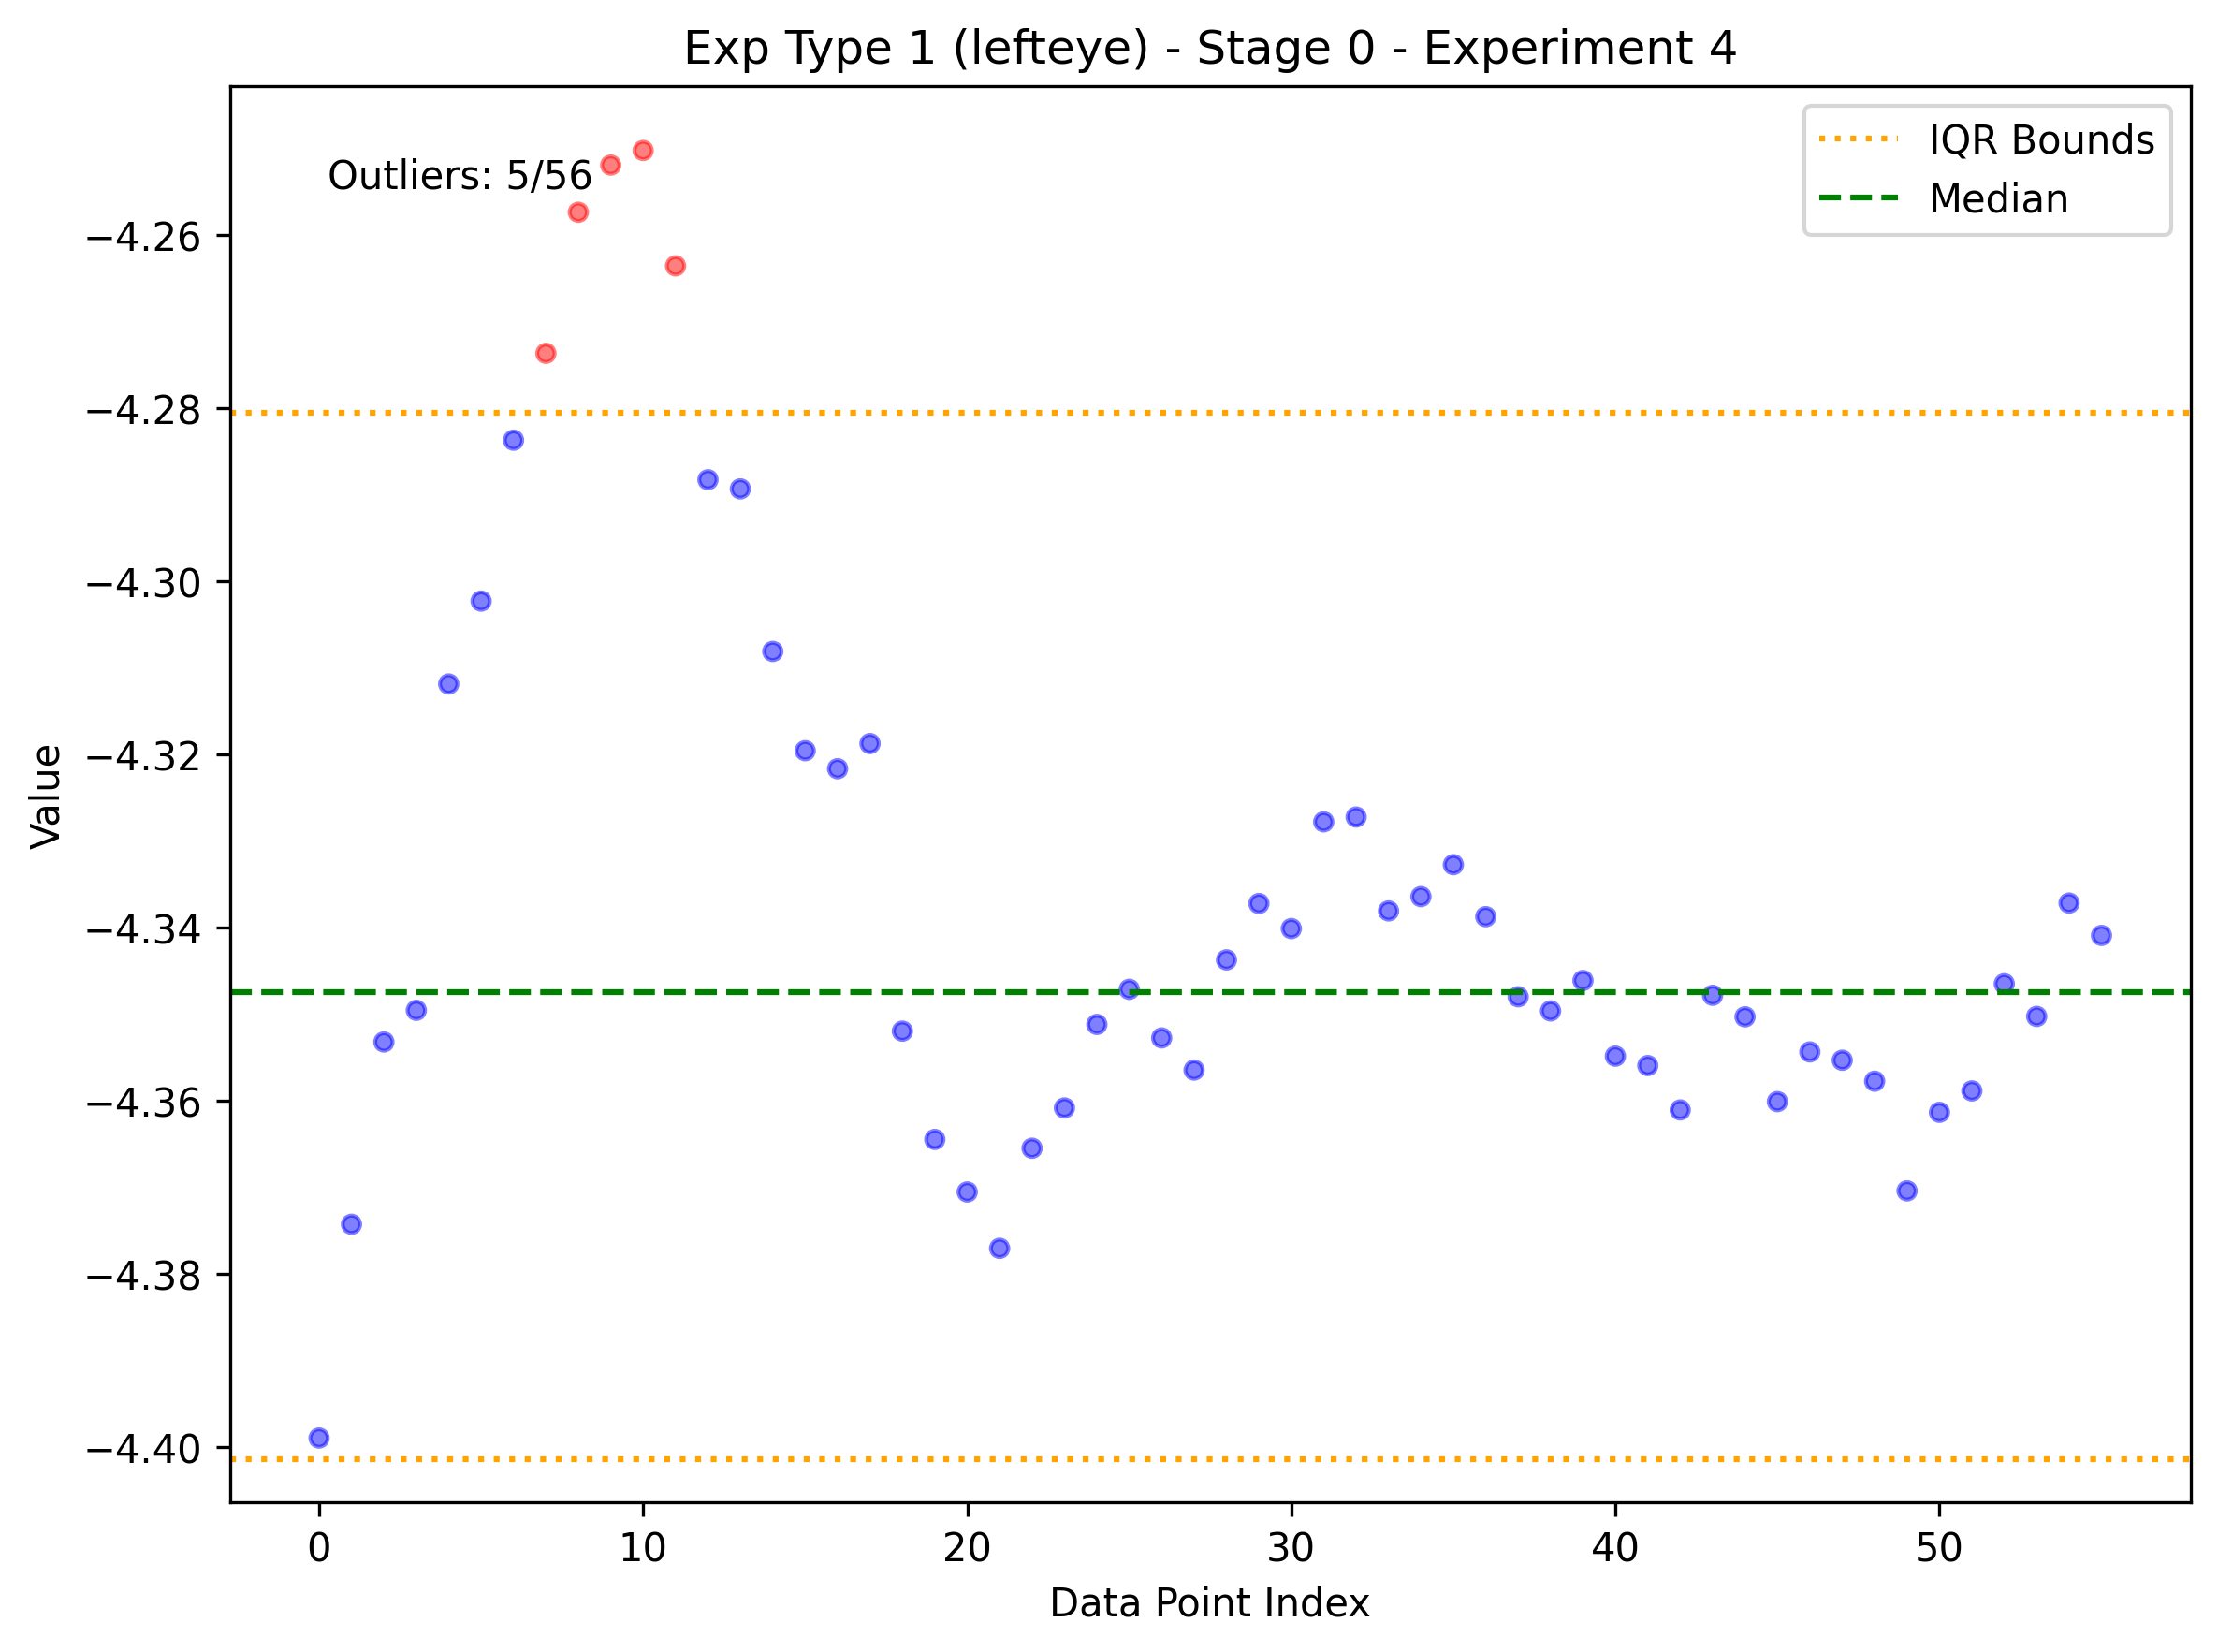 Exp Type 1 (lefteye) - Stage 0 - Experiment 4
IQR Bounds
Median
Outliers: 5/56
−4.26
−4.28
−4.30
−4.32
−4.34
−4.36
−4.38
−4.40
Value
0 10 20 30 40 50
Data Point Index